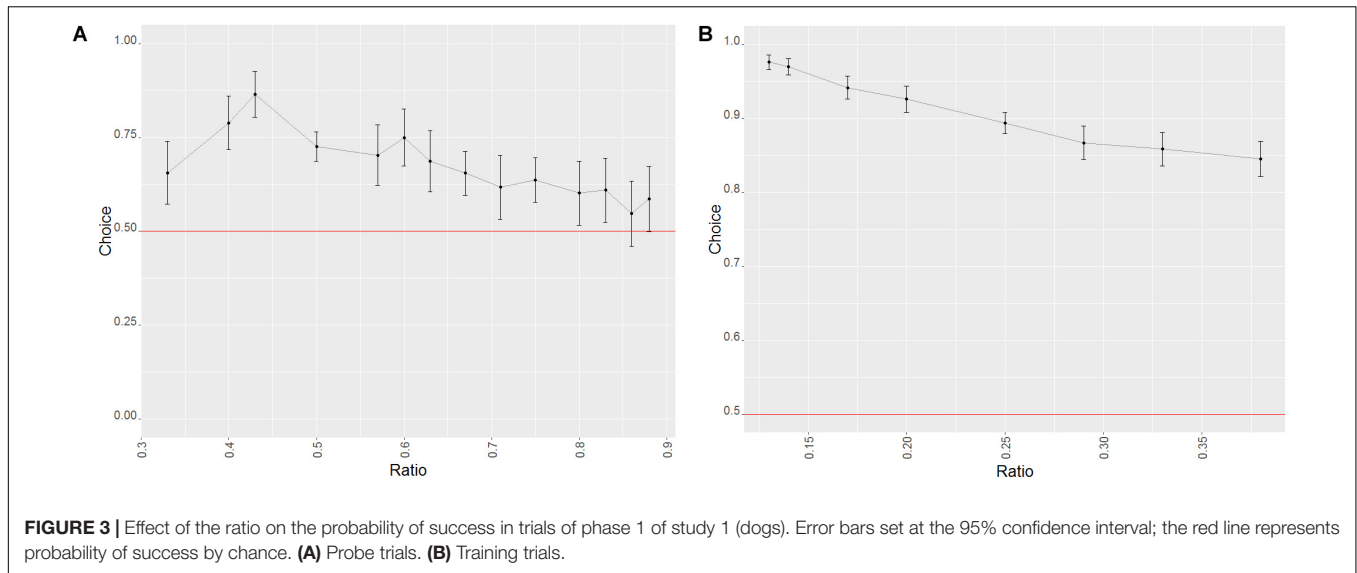 A
1.00
0.75
0.50
0.25
0.00
Choice
0.3
0.4
0.5
0.6
0.7
0.8
0.9
Ratio
B
1.0
0.9
0.8
0.7
0.6
0.5
Choice
0.15
0.20
0.25
0.30
0.35
Ratio
FIGURE 3 | Effect of the ratio on the probability of success in trials of phase 1 of study 1 (dogs). Error bars set at the 95% confidence interval; the red line represents
probability of success by chance. (A) Probe trials. (B) Training trials.